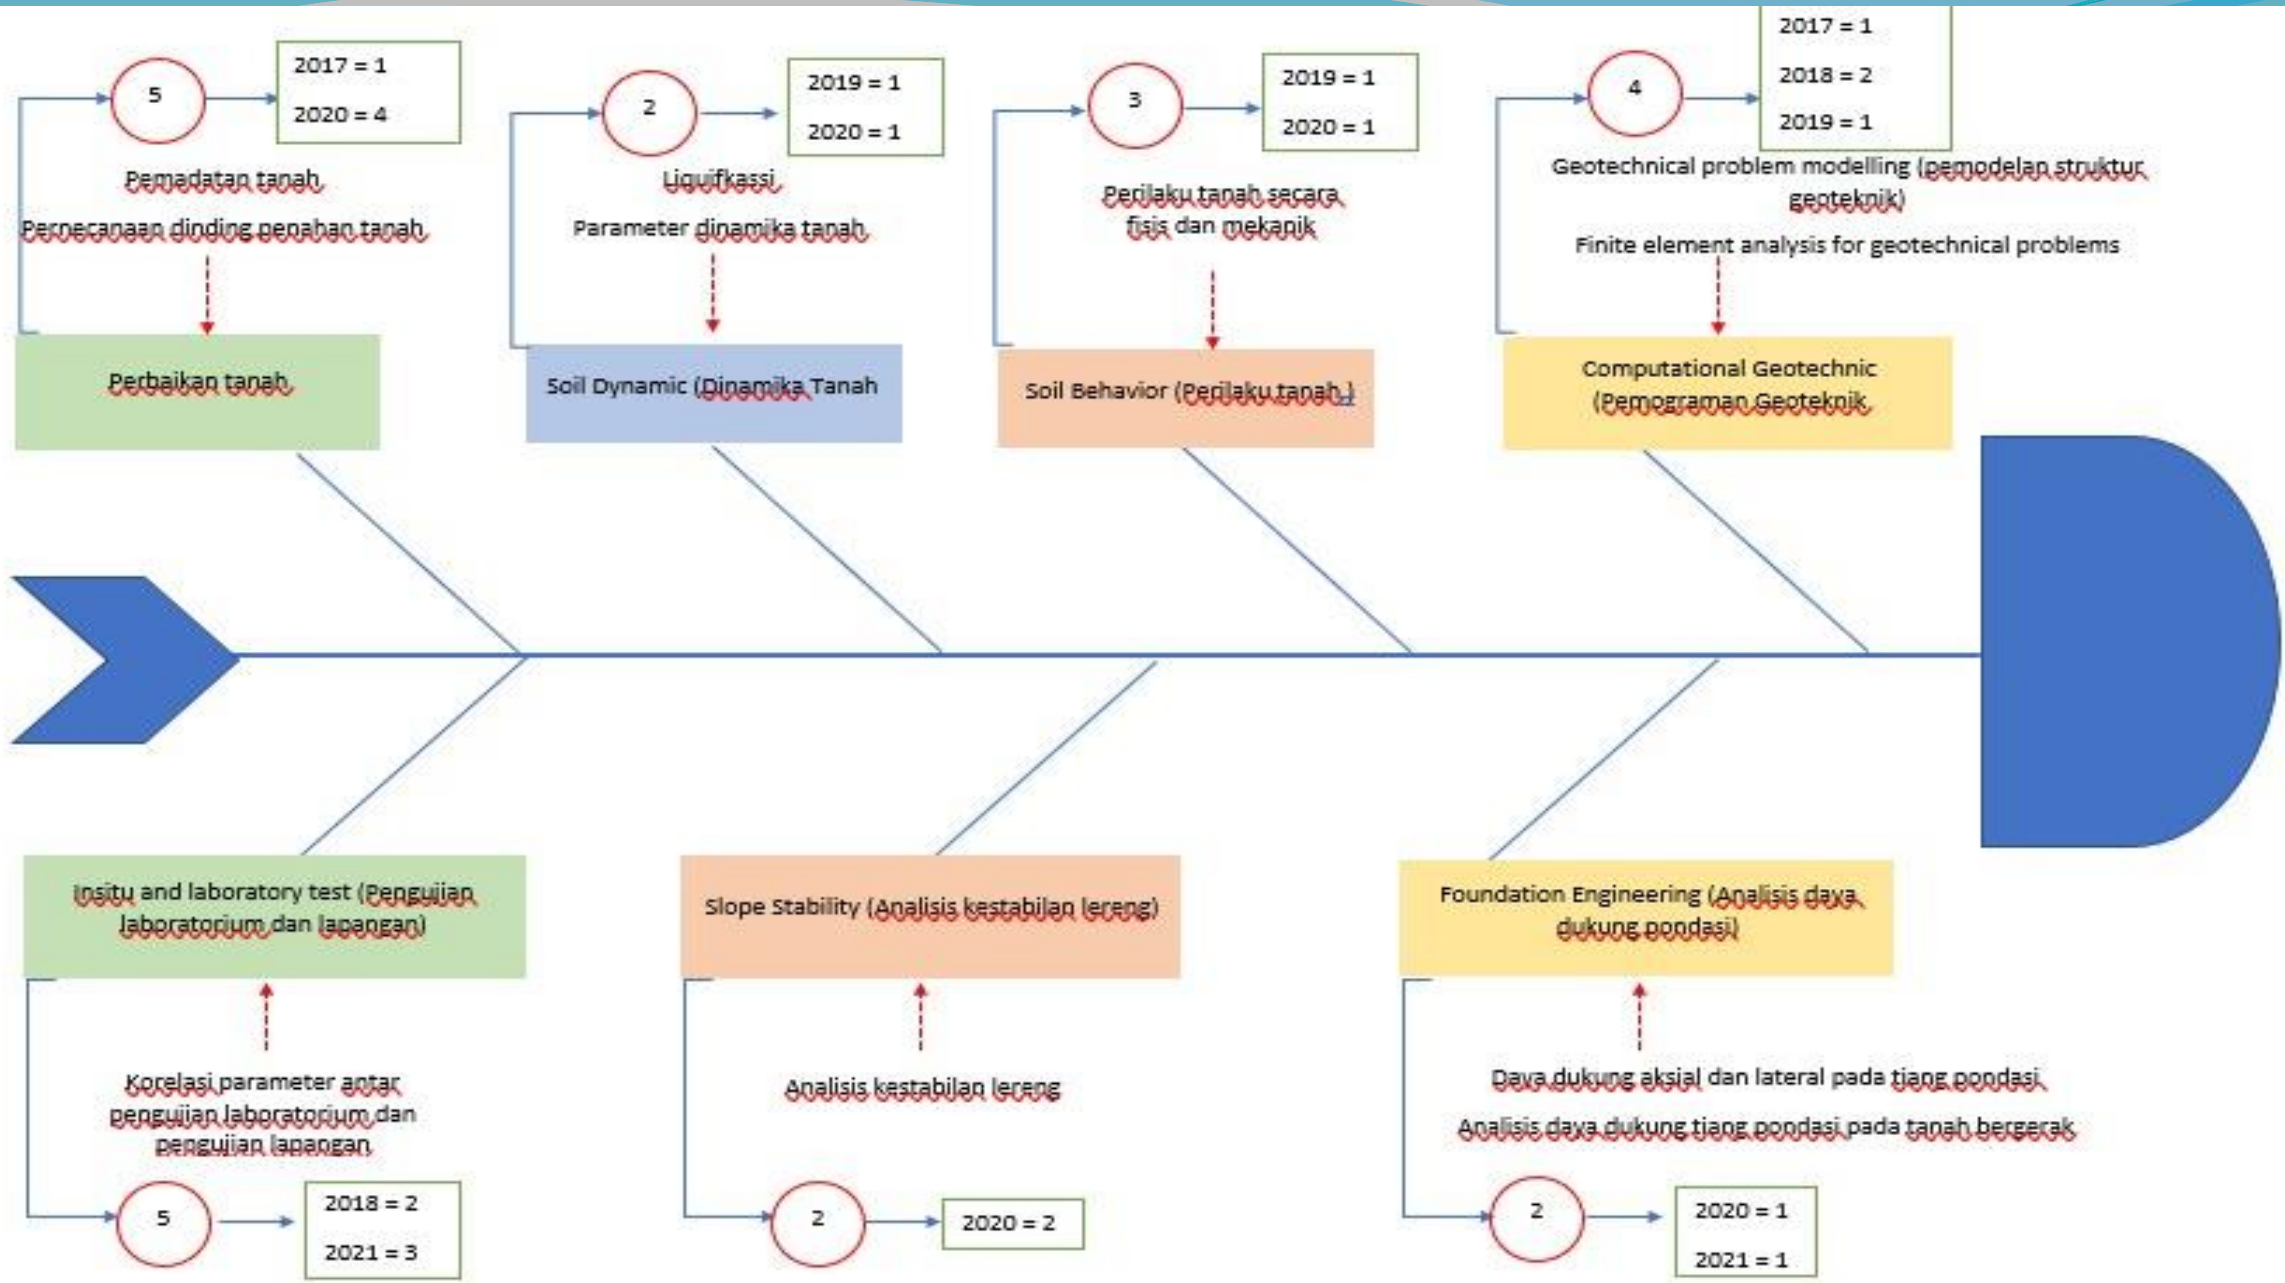 5
2017 = 1
2020 = 4
Pemadatan tanah
Pernecanaan dinding penahan tanah
Perbaikan tanah
2
2019 = 1
2020 = 1
Liquifkassi
Parameter dinamika tanah
Soil Dynamic (Dinamika Tanah
3
2019 = 1
2020 = 1
Perilaku tanah secara
fisis dan mekanik
Soil Behavior (Perilaku tanah )
4
2017 = 1
2018 = 2
2019 = 1
Geotechnical problem modelling (pemodelan struktur
geoteknik)
Finite element analysis for geotechnical problems
Computational Geotechnic
(Pemograman Geoteknik
Insitu and laboratory test (Pengujian
laboratorium dan lapangan)
Korelasi parameter antar
pengujian laboratorium dan
pengujian lapangan
5
2018 = 2
2021 = 3
Slope Stability (Analisis kestabilan lereng)
Analisis kestabilan lereng
2
2020 = 2
Foundation Engineering (Analisis daya
dukung pondasi)
Daya dukung aksial dan lateral pada tiang pondasi
Analisis daya dukung tiang pondasi pada tanah bergerak
2
2020 = 1
2021 = 1